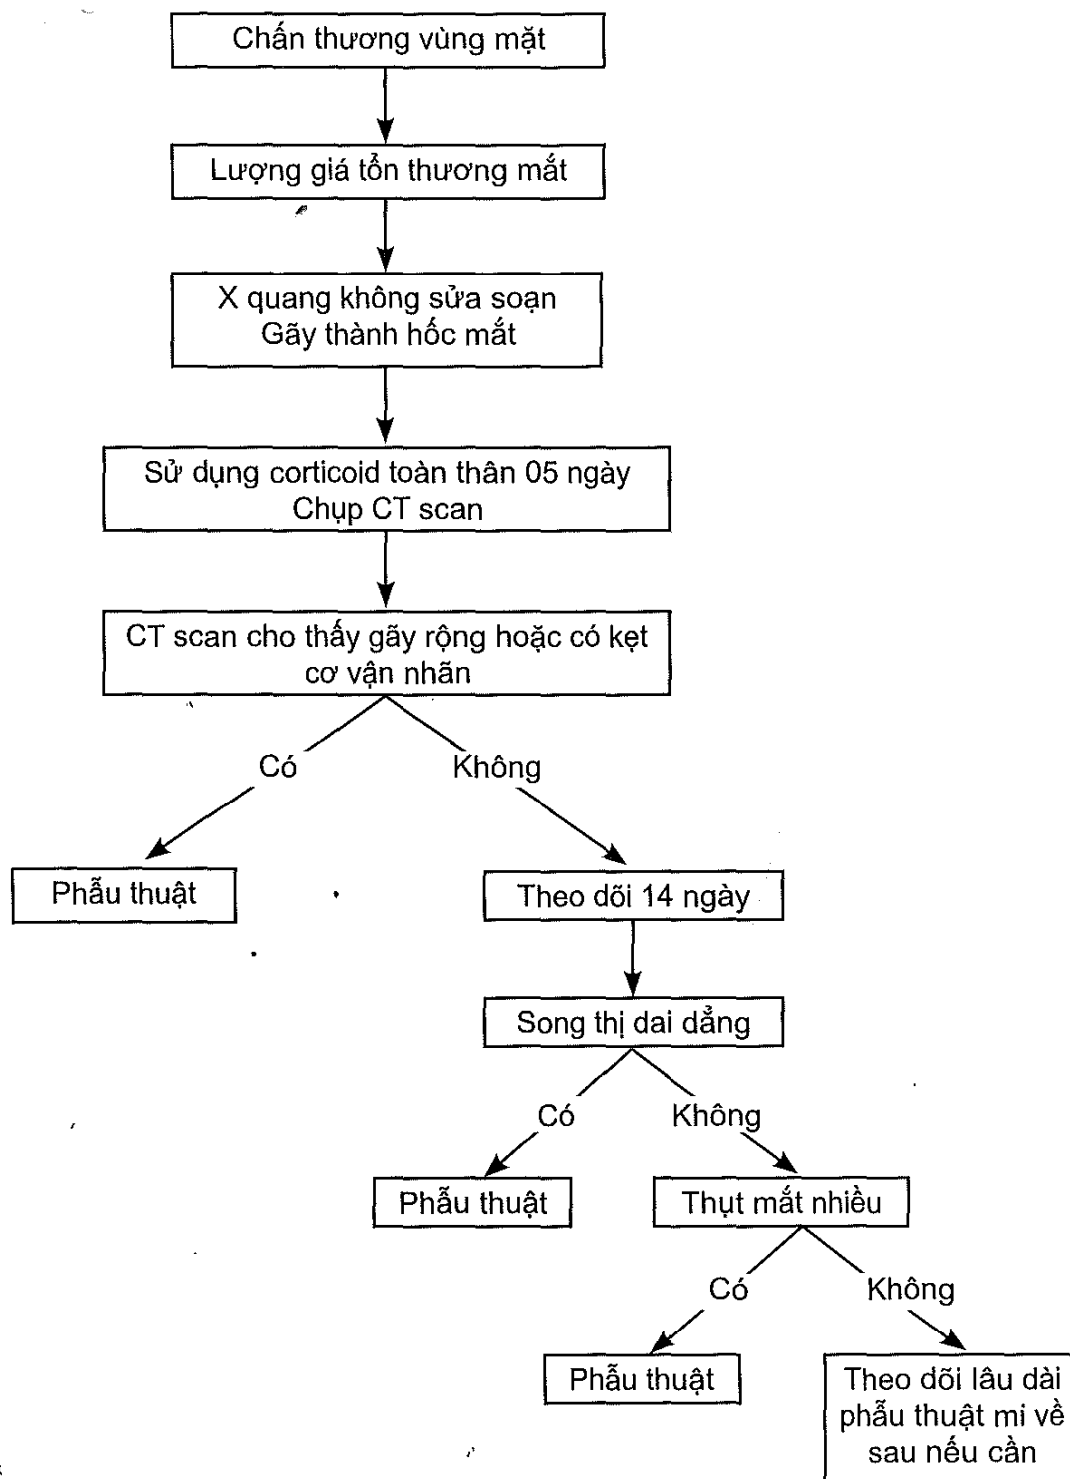 Chấn thương vùng mặt
Lượng giá tổn thương mắt
X quang không sửa soạn
Gãy thành hốc mắt
Sử dụng corticoid toàn thân 05 ngày
Chụp CT scan
CT scan cho thấy gãy rộng hoặc có kẹt
cơ vận nhãn
Có
Không
Phẫu thuật
Theo dõi 14 ngày
Song thị dai dẳng
Có
Không
Phẫu thuật
Thụt mắt nhiều
Có
Không
Phẫu thuật
Theo dõi lâu dài
phẫu thuật mi về
sau nếu cần